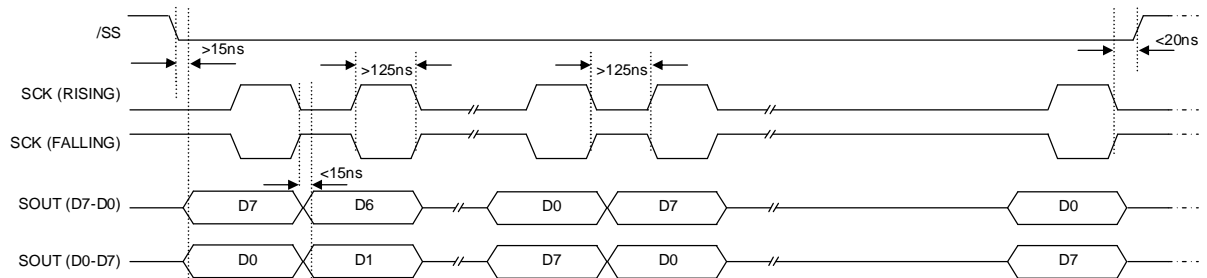 /SS
>15ns
<20ns
>125ns
>125ns
SCK (RISING)
SCK (FALLING)
<15ns
SOUT (D7-D0) D7 D6 D0 D7 D0
SOUT (D0-D7) D0 D1 D7 D0 D7